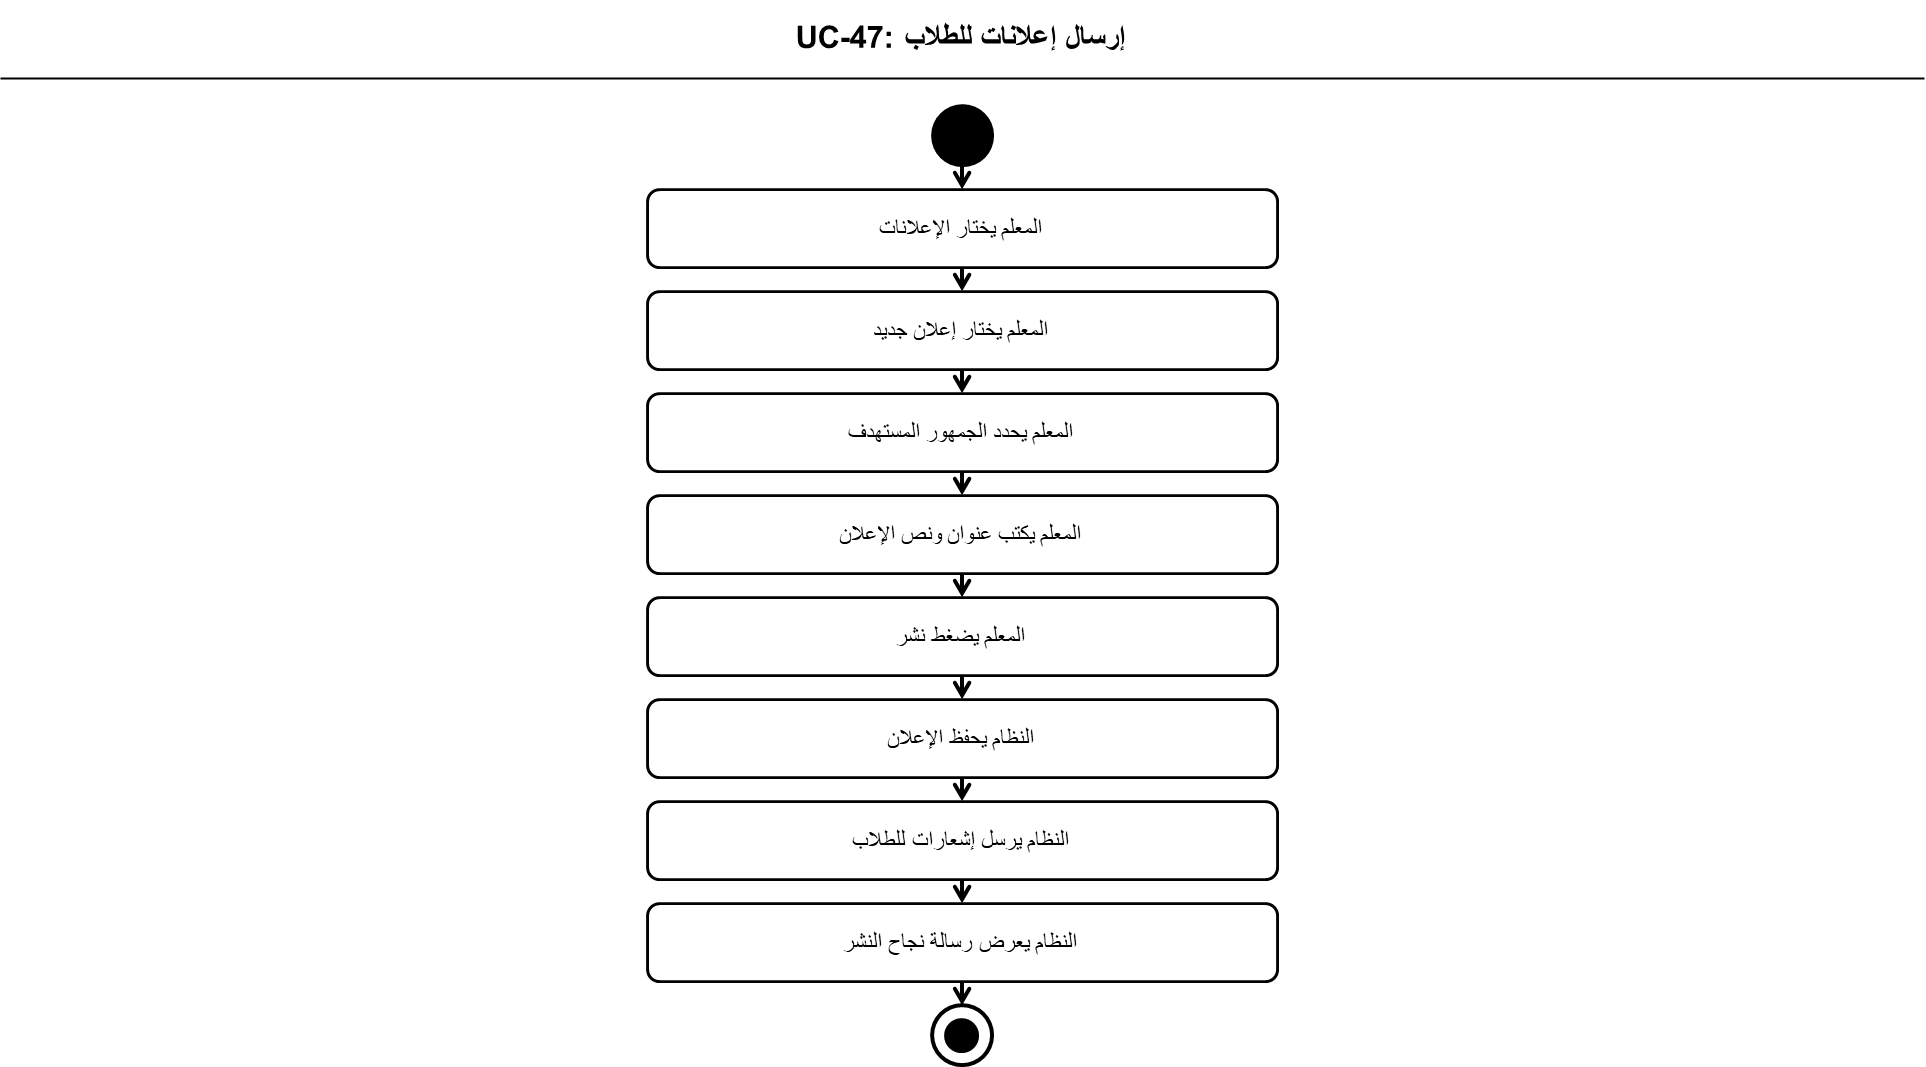 UC-47: إرسال إعلانات للطلاب
المعلم يختار الإعلانات
المعلم يختار إعلان جديد
المعلم يحدد الجمهور المستهدف
المعلم يكتب عنوان ونص الإعلان
المعلم يضغط نشر
النظام يحفظ الإعلان
النظام يرسل إشعارات للطلاب
النظام يعرض رسالة نجاح النشر